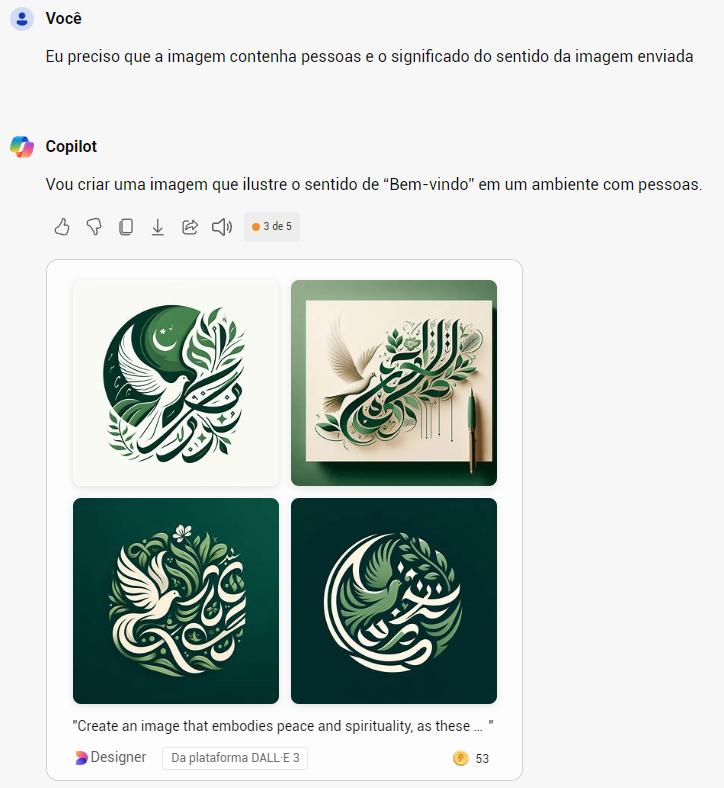 Você
Eu preciso que a imagem contenha pessoas e o significado do sentido da imagem enviada
Copilot
Vou criar uma imagem que ilustre o sentido de “Bem-vindo” em um ambiente com pessoas.
3 de 5
"Create an image that embodies peace and spirituality, as these ... "
Designer
Da plataforma DALL·E 3
53